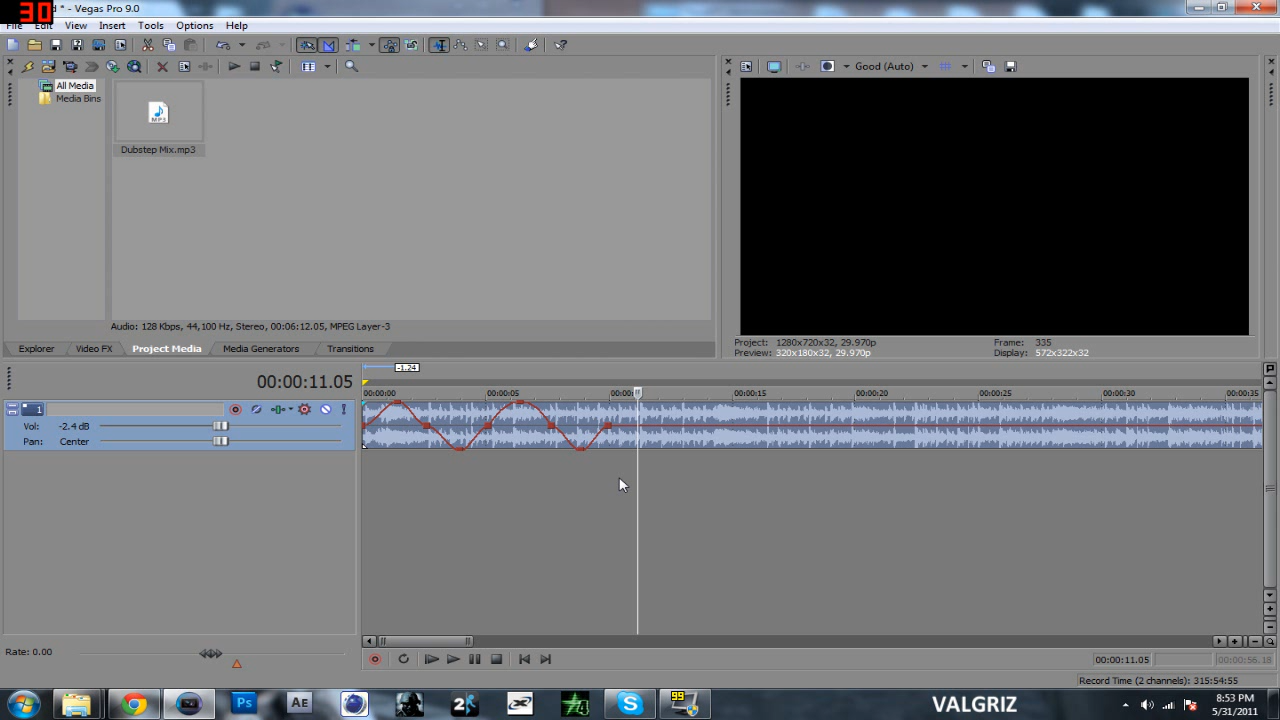 30
d * - Vegas Pro 9.0
File Edit View Insert Tools Options Help
Good (Auto)
All Media
Media Bins
MP3
Dubstep Mix.mp3
Audio: 128 Kbps, 44,100 Hz, Stereo, 00:06:12.05, MPEG Layer-3
Project: 1280x720x32, 29.970p Frame: 335
Preview: 320x180x32, 29.970p Display: 572x322x32
Explorer Video FX Project Media Media Generators Transitions
-1.24
00:00:11.05
00:00:00 00:00:05 00:00:15 00:00:20 00:00:25 00:00:30 00:00:35
1
Vol: -2.4 dB
Pan: Center
Rate: 0.00
00:00:11.05 00:00:56.18
Record Time (2 channels): 315:54:55
Ps Ae 2 99 VALGRIZ 8:53 PM
5/31/2011